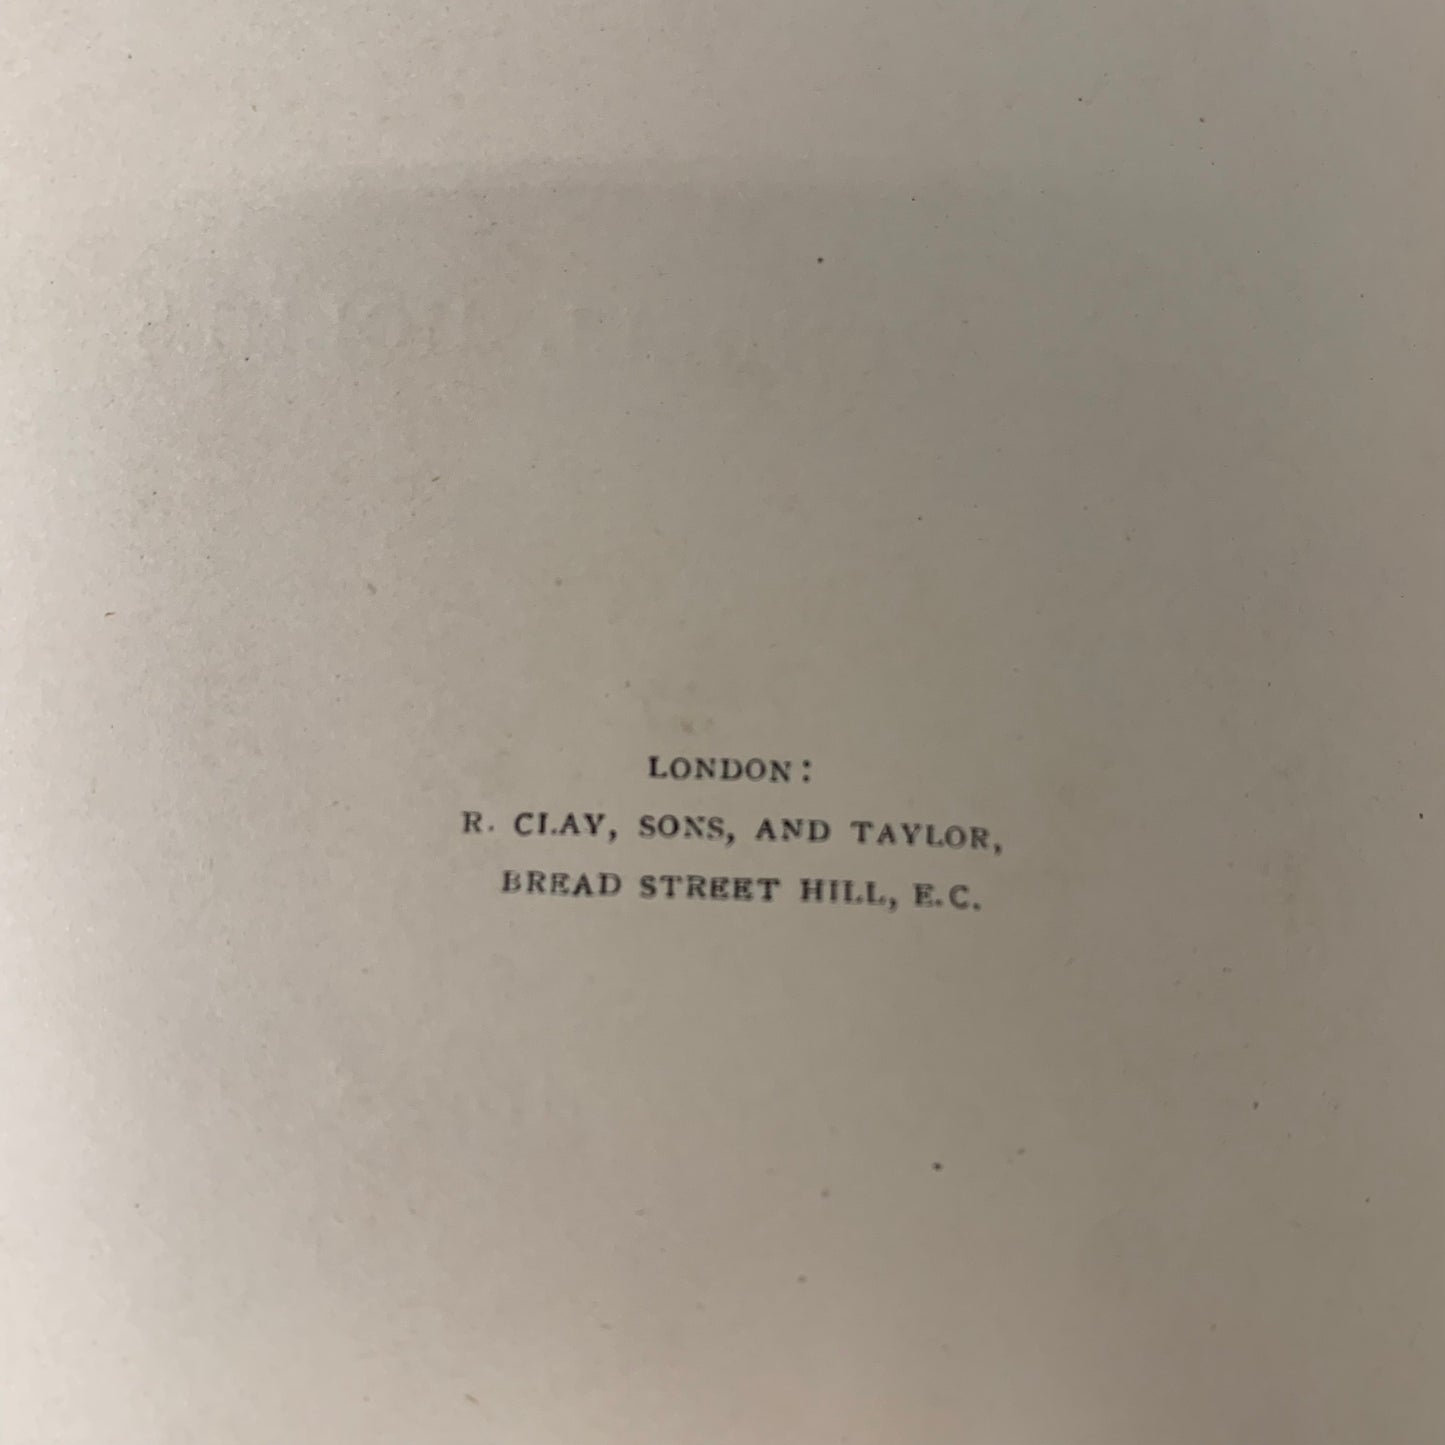 LONDON:
R. CLAY, SONS, AND TAYLOR,
BREAD STREET HILL, E.C.